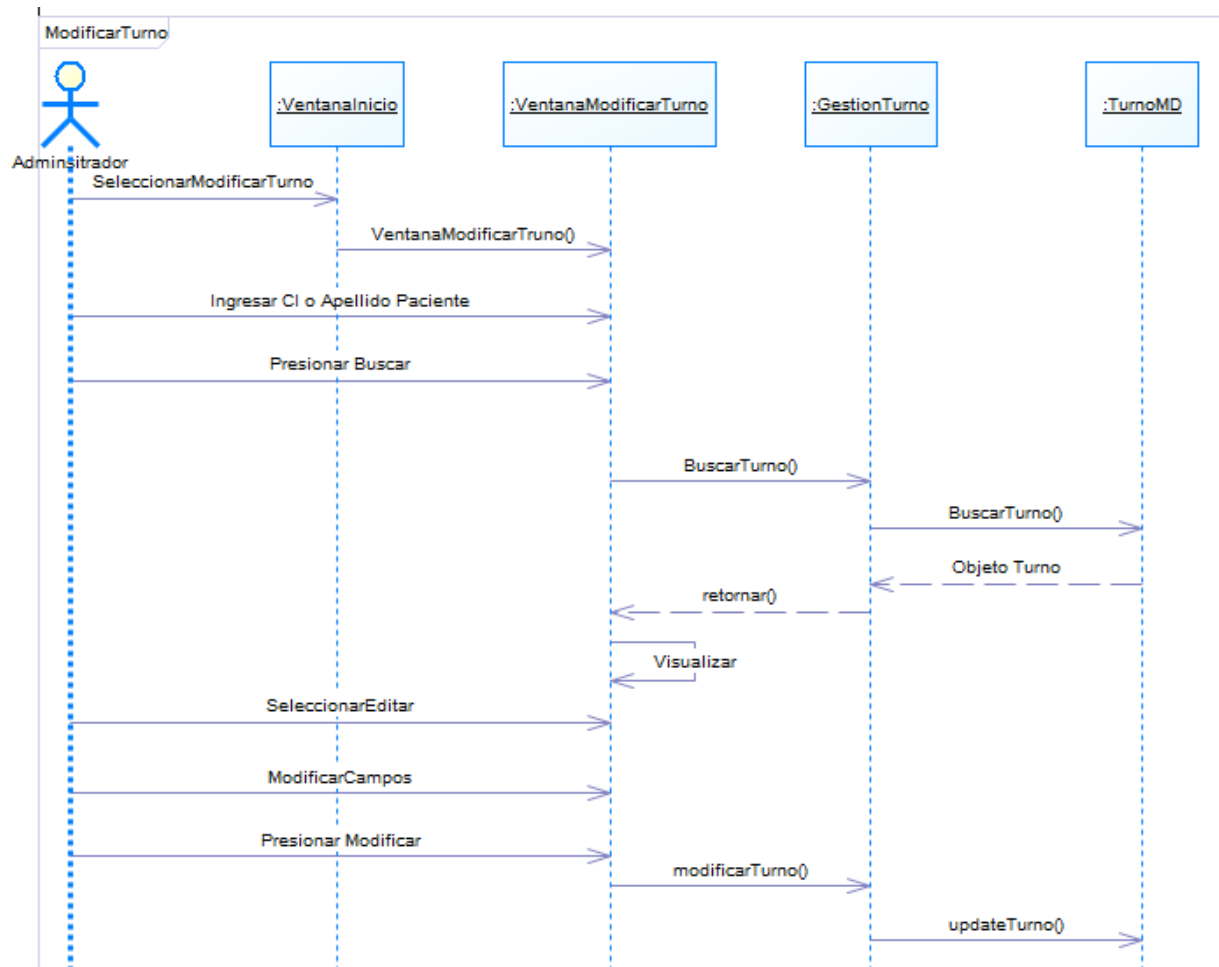 ModificarTurno
:VentanaInicio
:VentanaModificarTurno
:GestionTurno
:TurnoMD
Adminsitrador
SeleccionarModificarTurno
VentanaModificarTruno()
Ingresar CI o Apellido Paciente
Presionar Buscar
BuscarTurno()
BuscarTurno()
Objeto Turno
retornar()
Visualizar
SeleccionarEditar
ModificarCampos
Presionar Modificar
modificarTurno()
updateTurno()